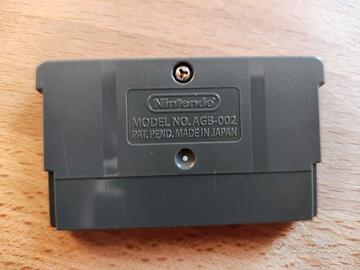 Nintendo
MODEL NO. AGB-002
PAT. PEND. MADE IN JAPAN